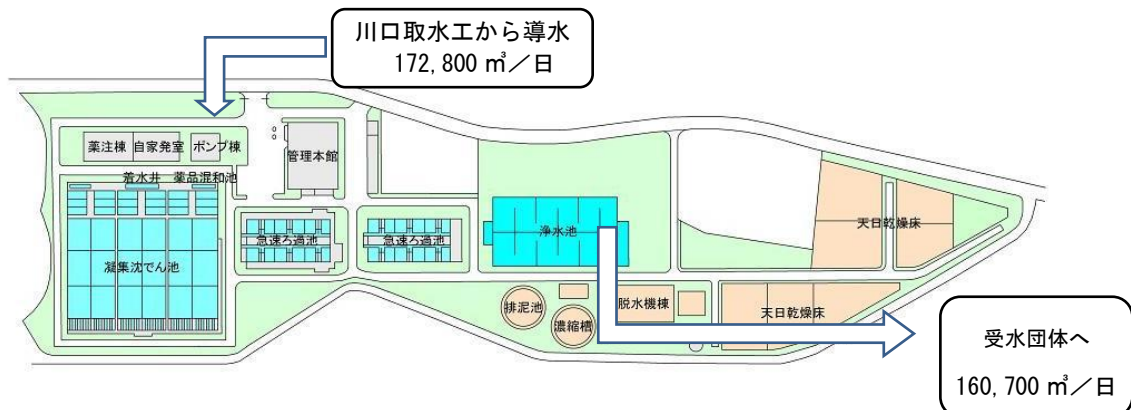 川口取水工から導水
172,800 ㎥／日
薬注棟
自家発室
ポンプ棟
管理本館
着水井
薬品混和池
急速ろ過池
急速ろ過池
浄水池
天日乾燥床
凝集沈でん池
排泥池
濃縮槽
脱水機棟
天日乾燥床
受水団体へ
160,700 ㎥／日